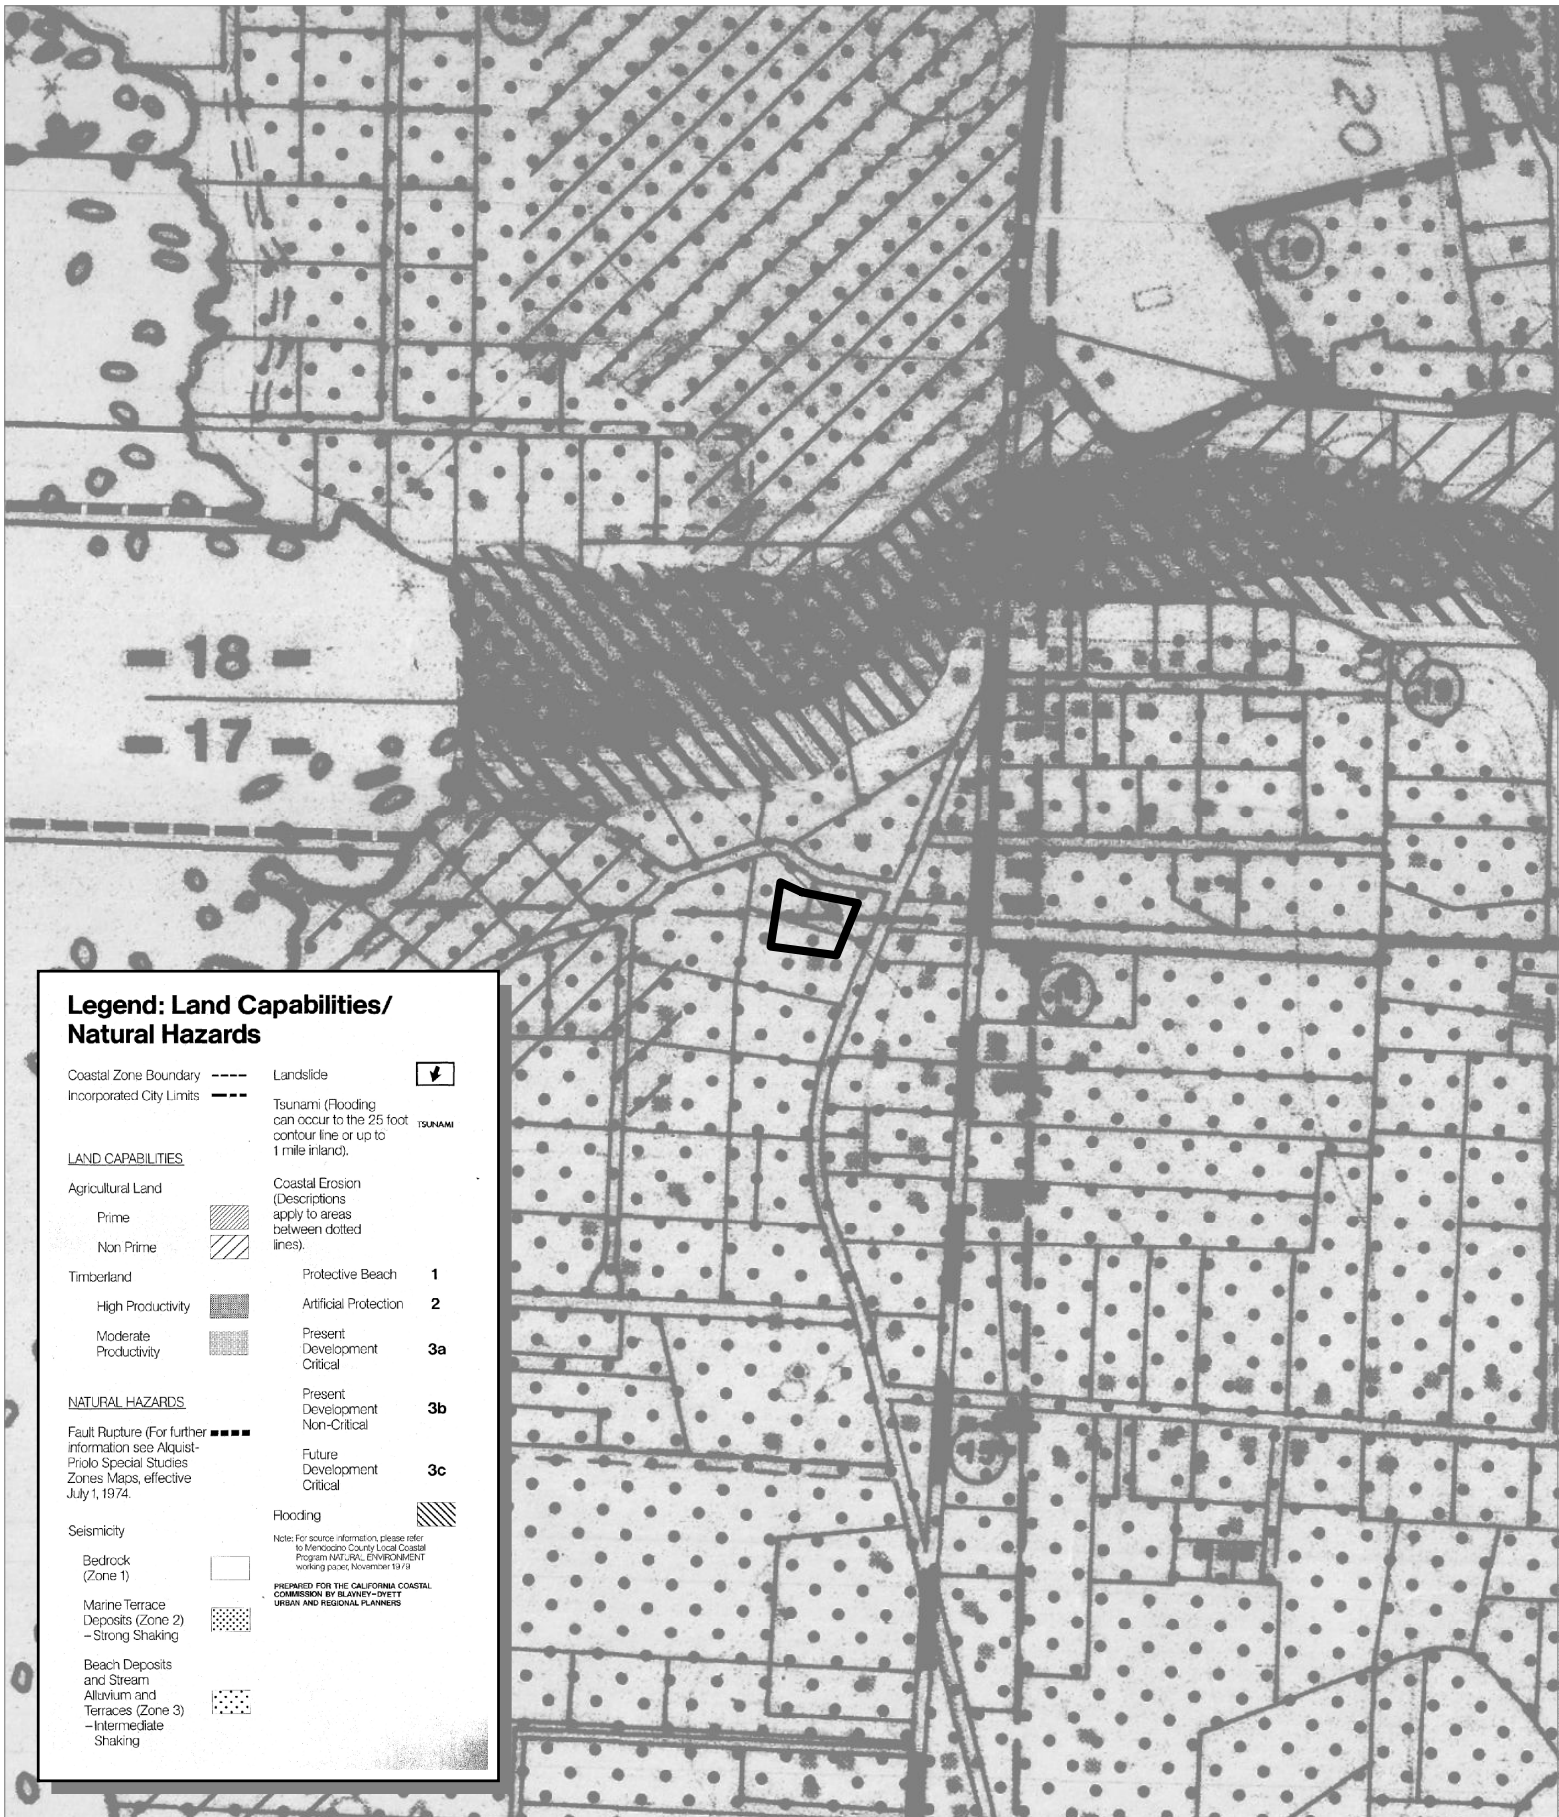 20
- 18 -
- 17 -
Legend: Land Capabilities/
Natural Hazards
Coastal Zone Boundary
Incorporated City Limits
LAND CAPABILITIES
Agricultural Land
Prime
Non Prime
Timberland
High Productivity
Moderate
Productivity
NATURAL HAZARDS
Fault Rupture (For further
information see Alquist-
Priolo Special Studies
Zones Maps, effective
July 1, 1974.
Seismicity
Bedrock
(Zone 1)
Marine Terrace
Deposits (Zone 2)
–Strong Shaking
Beach Deposits
and Stream
Alluvium and
Terraces (Zone 3)
–Intermediate
Shaking
Landslide
Tsunami (Flooding
can occur to the 25 foot TSUNAMI
contour line or up to
1 mile inland).
Coastal Erosion
(Descriptions
apply to areas
between dotted
lines).
Protective Beach 1
Artificial Protection 2
Present
Development 3a
Critical
Present
Development 3b
Non-Critical
Future
Development 3c
Critical
Flooding
Note: For source information, please refer
to Mendocino County Local Coastal
Program NATURAL ENVIRONMENT
working paper, November 1979
PREPARED FOR THE CALIFORNIA COASTAL
COMMISSION BY BLAYNEY-DYETT
URBAN AND REGIONAL PLANNERS